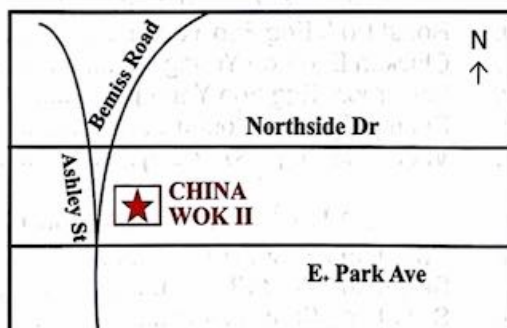 N
Bemiss Road
Northside Dr
Ashley St
CHINA
WOK II
E. Park Ave